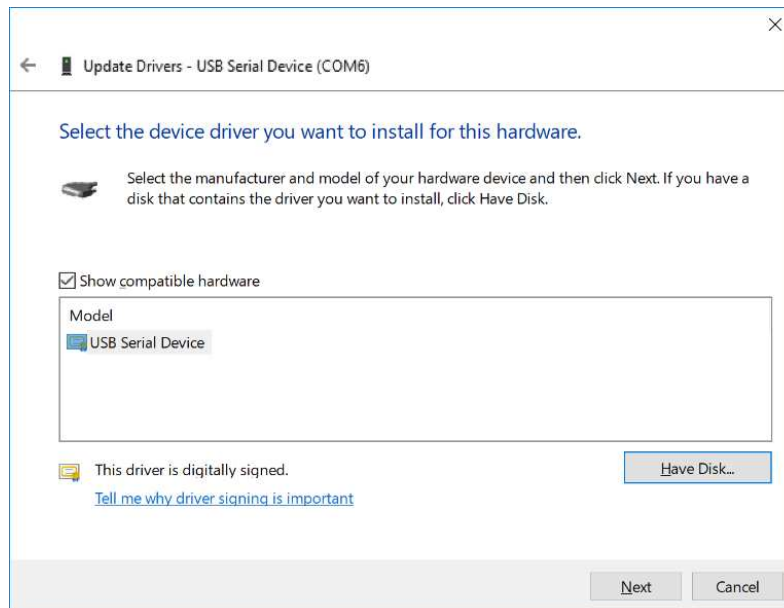 Update Drivers - USB Serial Device (COM6)
Select the device driver you want to install for this hardware.
Select the manufacturer and model of your hardware device and then click Next. If you have a
disk that contains the driver you want to install, click Have Disk.
Show compatible hardware
Model
USB Serial Device
This driver is digitally signed.
Have Disk...
Tell me why driver signing is important
Next
Cancel